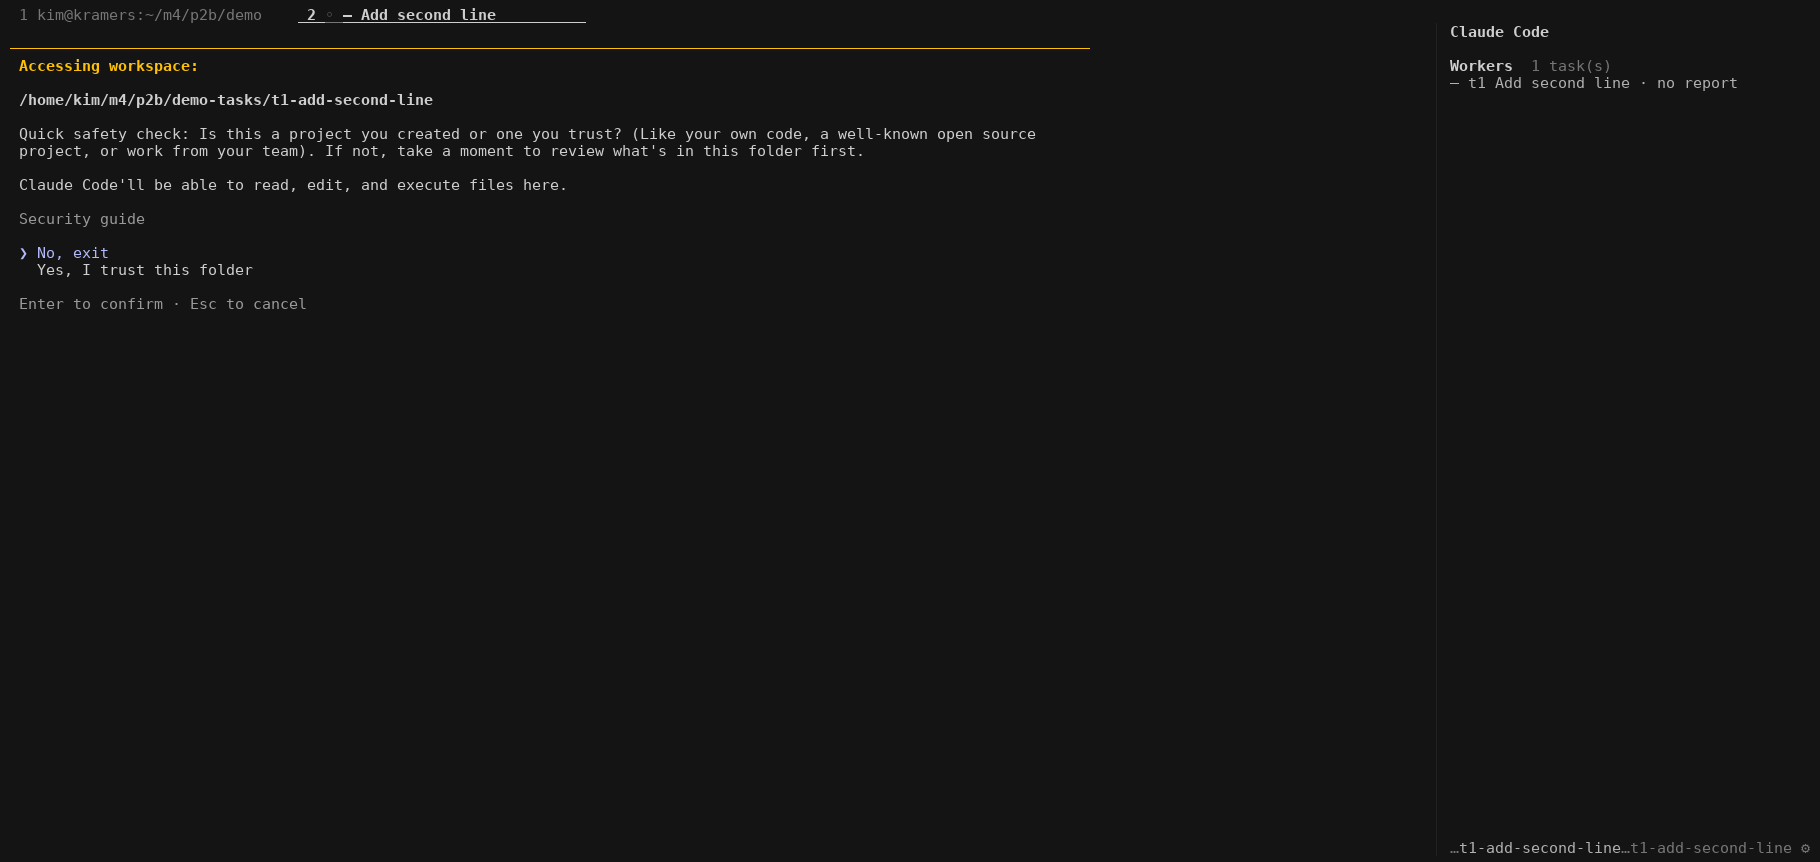 1 kim@kramers:~/m4/p2b/demo
2 ◦ — Add second line
Accessing workspace:
/home/kim/m4/p2b/demo-tasks/t1-add-second-line
Quick safety check: Is this a project you created or one you trust? (Like your own code, a well-known open source
project, or work from your team). If not, take a moment to review what's in this folder first.
Claude Code'll be able to read, edit, and execute files here.
Security guide
❯ No, exit
Yes, I trust this folder
Enter to confirm · Esc to cancel
Claude Code
Workers 1 task(s)
— t1 Add second line · no report
…t1-add-second-line…t1-add-second-line ⚙